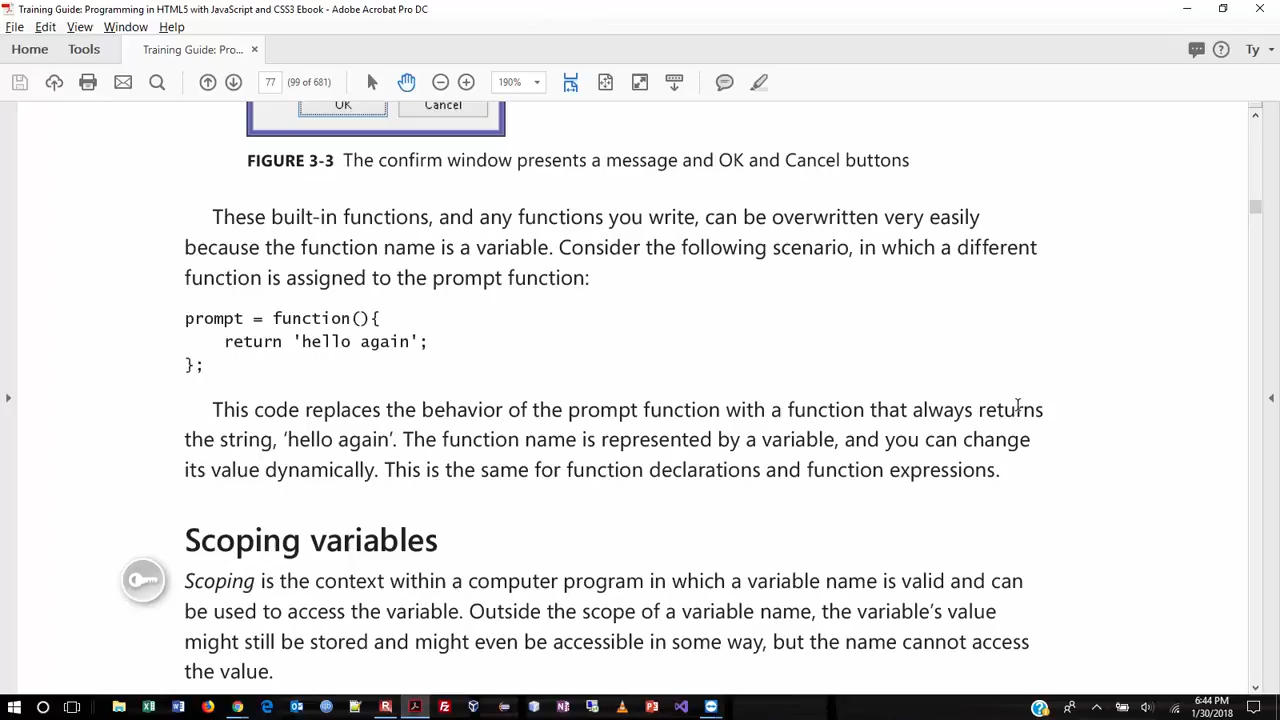 Training Guide: Programming in HTML5 with JavaScript and CSS3 Ebook - Adobe Acrobat Pro DC
File Edit View Window Help
Home Tools Training Guide: Pro... × Ty
77 (99 of 681) 190%
OK Cancel
FIGURE 3-3 The confirm window presents a message and OK and Cancel buttons
These built-in functions, and any functions you write, can be overwritten very easily
because the function name is a variable. Consider the following scenario, in which a different
function is assigned to the prompt function:
prompt = function(){
return 'hello again';
};
This code replaces the behavior of the prompt function with a function that always returns
the string, ‘hello again’. The function name is represented by a variable, and you can change
its value dynamically. This is the same for function declarations and function expressions.
Scoping variables
Scoping is the context within a computer program in which a variable name is valid and can
be used to access the variable. Outside the scope of a variable name, the variable’s value
might still be stored and might even be accessible in some way, but the name cannot access
the value.
6:44 PM
1/30/2018